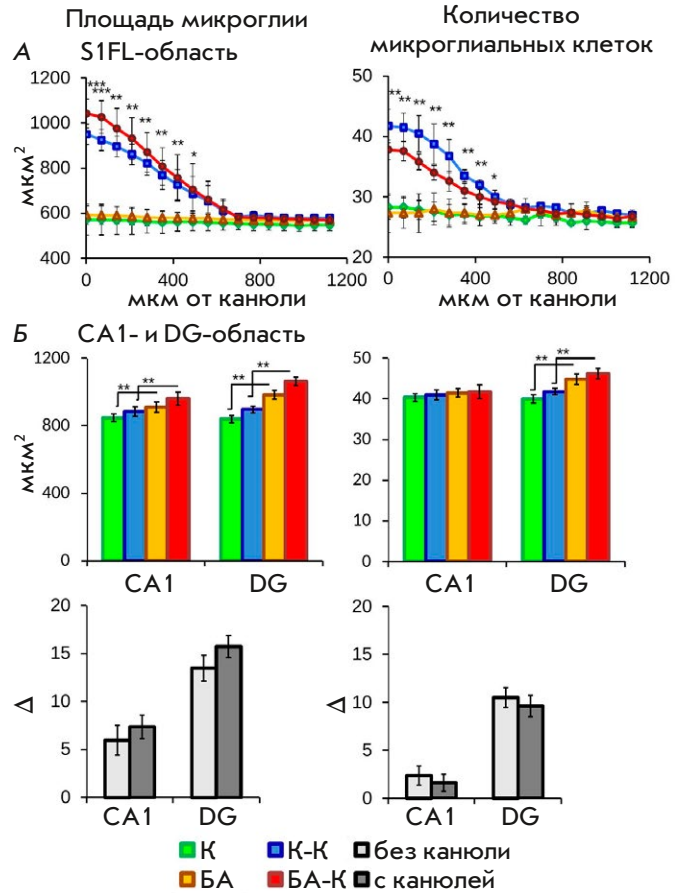 Площадь микроглии
Количество
микроглиальных клеток
А S1FL-область
1200
1000
800
600
400
мкм²
*** *** ** ** ** ** ** *
0 400 800 1200
мкм от канюли
50
40
30
20
** ** ** ** ** ** ** *
0 400 800 1200
мкм от канюли
Б CA1- и DG-область
1200
800
400
0
мкм²
** ** ** **
CA1 DG
50
40
30
20
10
0
** **
CA1 DG
20
15
10
5
0
Δ
CA1 DG
20
15
10
5
0
Δ
CA1 DG
К К-К без канюли
БА БА-К с канюлей